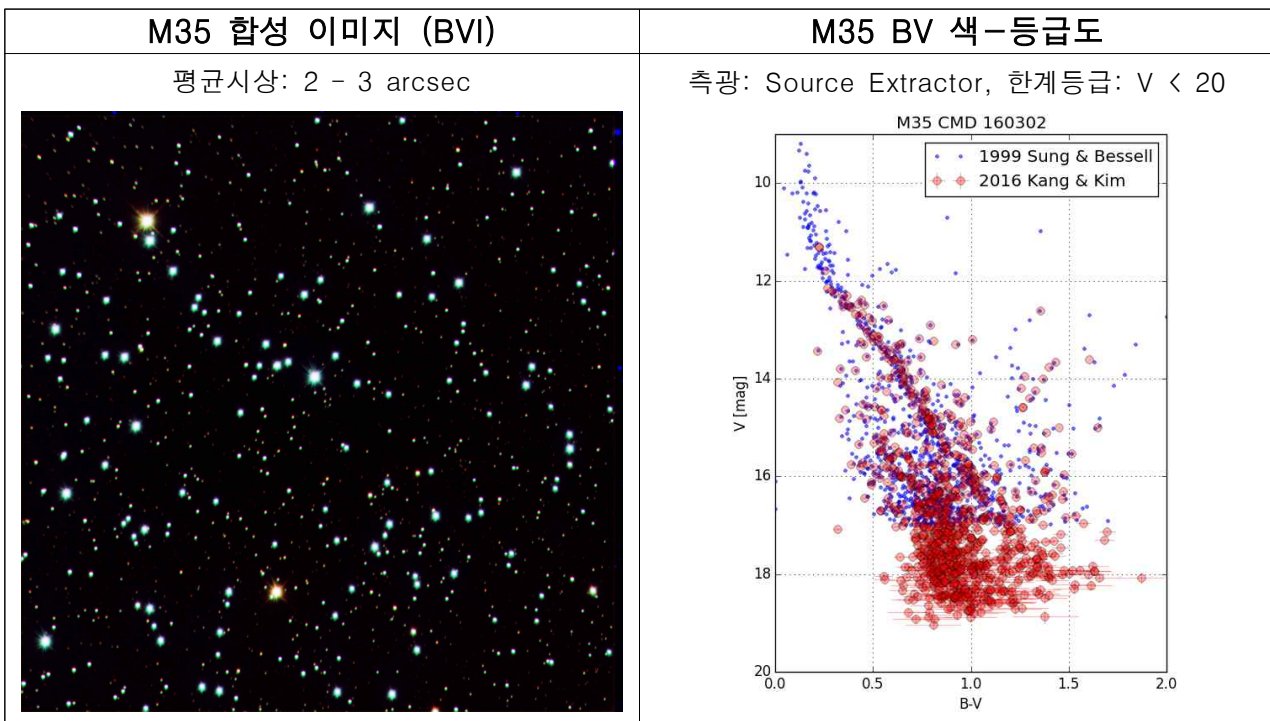 M35 합성 이미지 (BVI)
평균시상: 2 - 3 arcsec
M35 BV 색-등급도
측광: Source Extractor, 한계등급: V < 20
M35 CMD 160302
1999 Sung & Bessell
2016 Kang & Kim
10
12
14
16
18
20
V [mag]
0.0 0.5 1.0 1.5 2.0
B-V